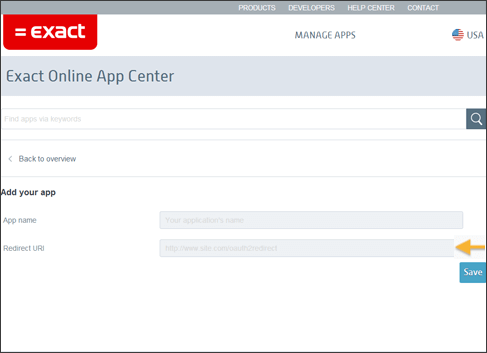 PRODUCTS DEVELOPERS HELP CENTER CONTACT
= exact MANAGE APPS USA
Exact Online App Center
Find apps via keywords
Back to overview
Add your app
App name Your application's name
Redirect URI http://www.site.com/oauth2redirect
Save